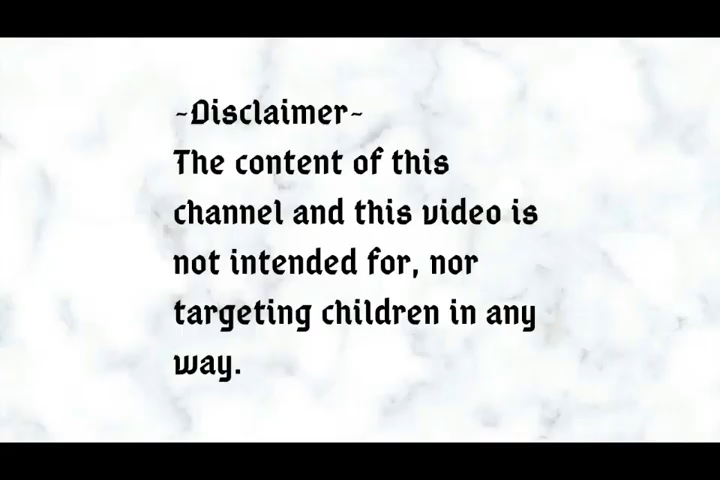 ~Disclaimer~
The content of this
channel and this video is
not intended for, nor
targeting children in any
way.